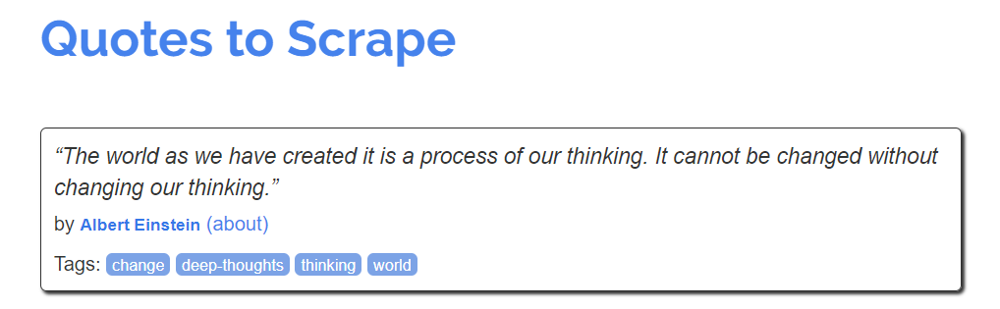 Quotes to Scrape
“The world as we have created it is a process of our thinking. It cannot be changed without
changing our thinking.”
by Albert Einstein (about)
Tags: change deep-thoughts thinking world